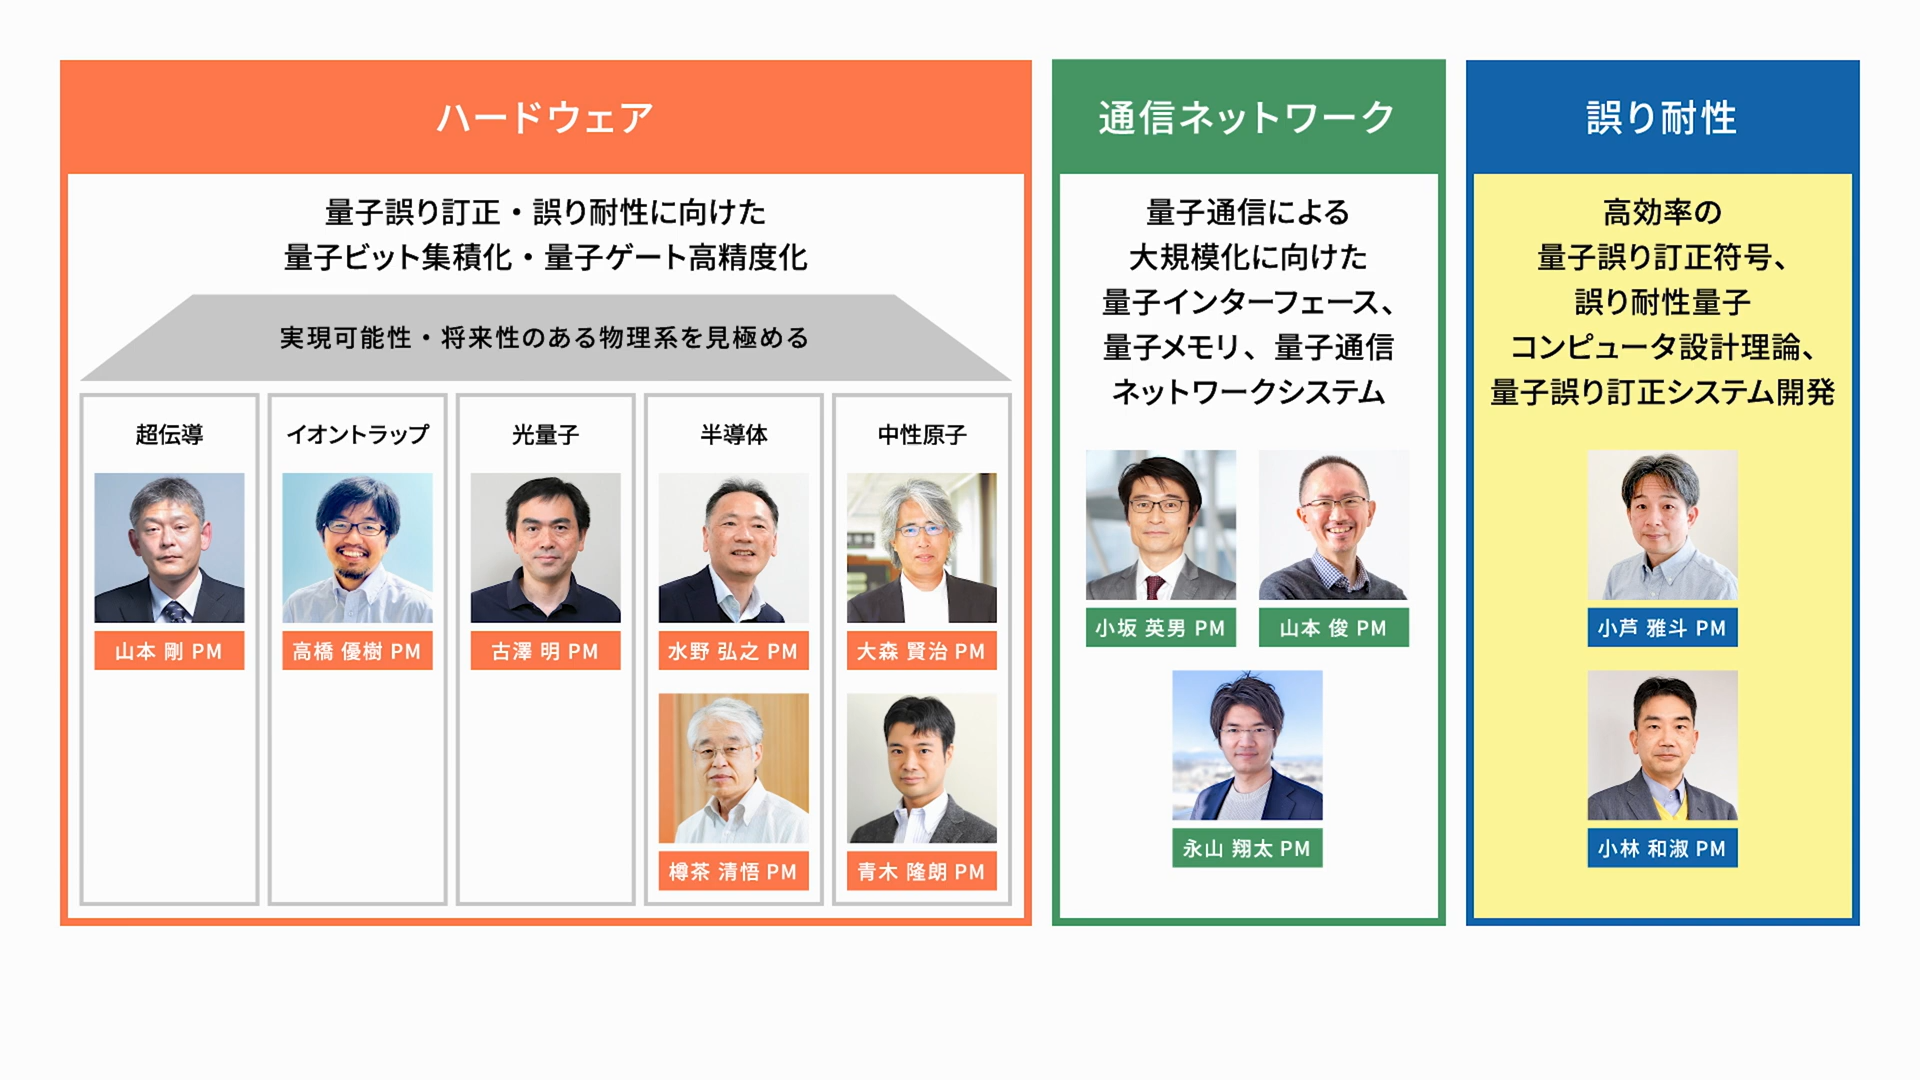 ハードウェア
量子誤り訂正・誤り耐性に向けた
量子ビット集積化・量子ゲート高精度化
実現可能性・将来性のある物理系を見極める
超伝導
山本 剛 PM
イオントラップ
高橋 優樹 PM
光量子
古澤 明 PM
半導体
水野 弘之 PM
樽茶 清悟 PM
中性原子
大森 賢治 PM
青木 隆朗 PM
通信ネットワーク
量子通信による
大規模化に向けた
量子インターフェース、
量子メモリ、量子通信
ネットワークシステム
小坂 英男 PM
山本 俊 PM
永山 翔太 PM
誤り耐性
高効率の
量子誤り訂正符号、
誤り耐性量子
コンピュータ設計理論、
量子誤り訂正システム開発
小芦 雅斗 PM
小林 和淑 PM